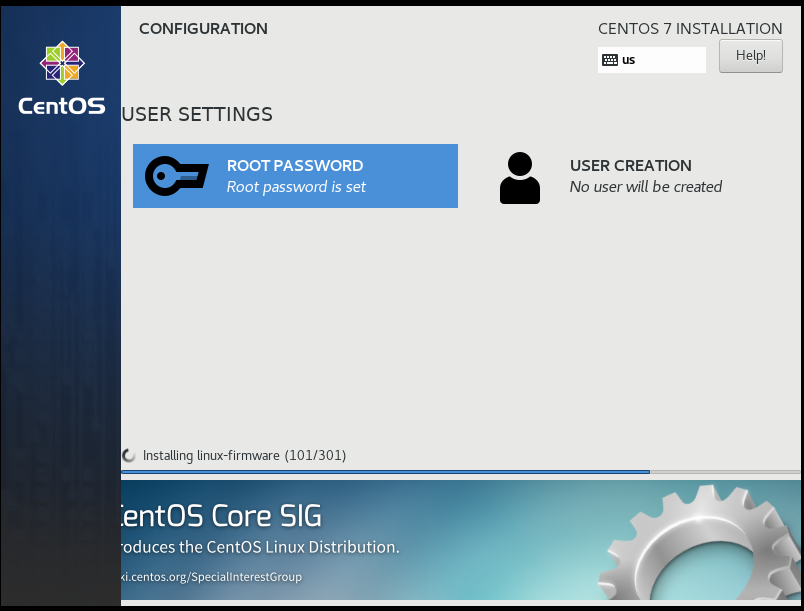 CONFIGURATION
CENTOS 7 INSTALLATION
us
Help!
CentOS
USER SETTINGS
ROOT PASSWORD
Root password is set
USER CREATION
No user will be created
Installing linux-firmware (101/301)
CentOS Core SIG
roduces the CentOS Linux Distribution.
ki.centos.org/SpecialInterestGroup